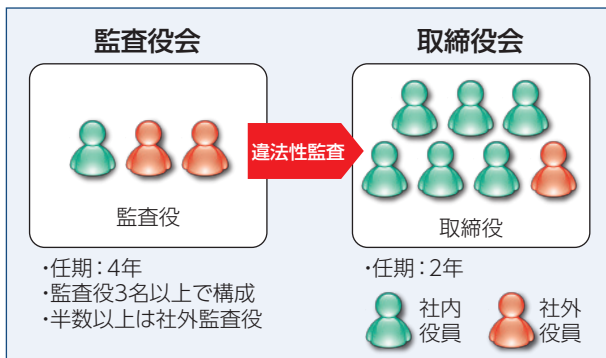 監査役会
取締役会
違法性監査
監査役
取締役
・任期：4年
・監査役3名以上で構成
・半数以上は社外監査役
・任期：2年
社内
役員
社外
役員